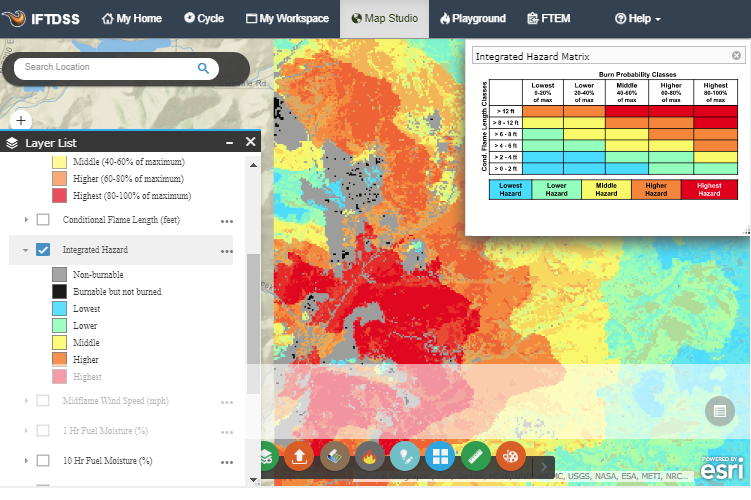 IFTDSS
My Home
Cycle
My Workspace
Map Studio
Playground
FTEM
Help
Search Location
Rd.
+
Layer List
Middle (40-60% of maximum)
Higher (60-80% of maximum)
Highest (80-100% of maximum)
Conditional Flame Length (feet)
Integrated Hazard
Non-burnable
Burnable but not burned
Lowest
Lower
Middle
Higher
Highest
Midflame Wind Speed (mph)
1 Hr Fuel Moisture (%)
10 Hr Fuel Moisture (%)
Integrated Hazard Matrix
Burn Probability Classes
Cond. Flame Length Classes
Lowest 0-20% of max
Lower 20-40% of max
Middle 40-60% of max
Higher 60-80% of max
Highest 80-100% of max
> 12 ft
> 8 - 12 ft
> 6 - 8 ft
> 4 - 6 ft
> 2 - 4 ft
> 0 - 2 ft
Lowest Hazard
Lower Hazard
Middle Hazard
Higher Hazard
Highest Hazard
USGS, NASA, ESA, METI, NRC...
POWERED BY
esri